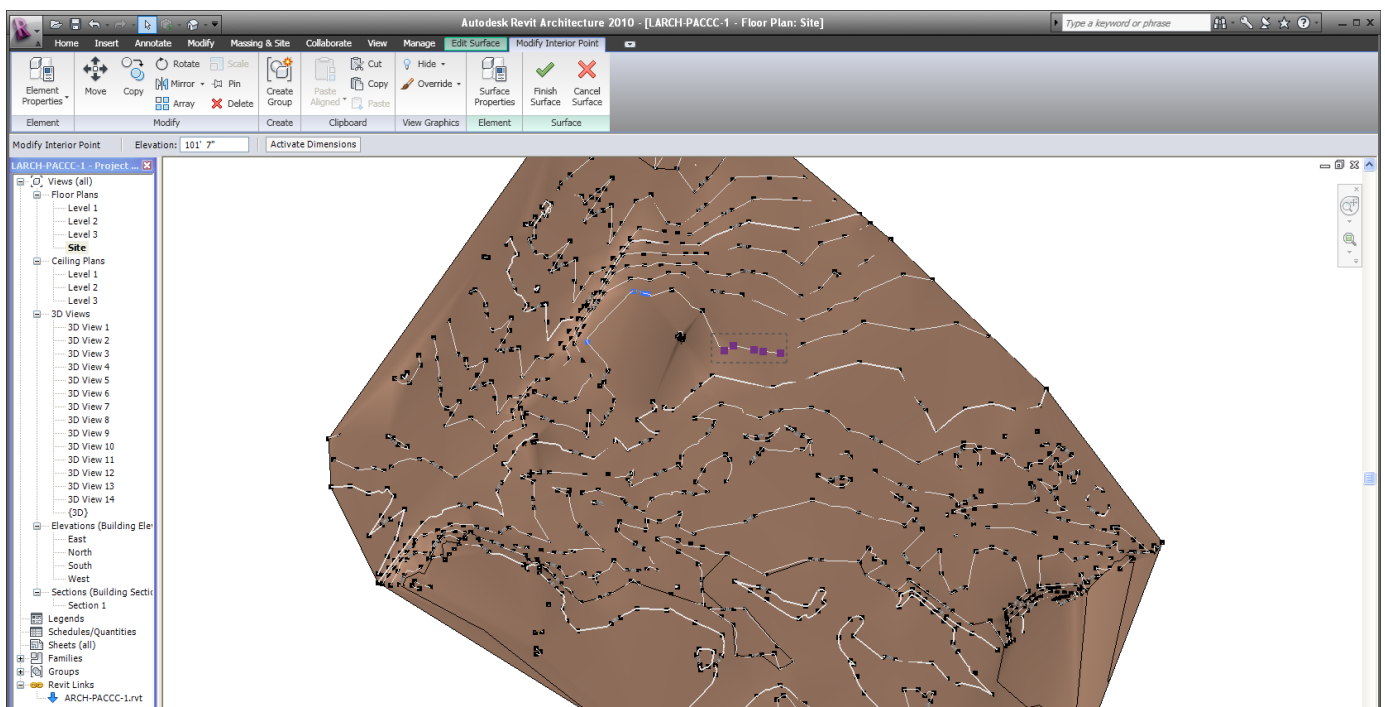 Autodesk Revit Architecture 2010 - [LARCH-PACCC-1 - Floor Plan: Site]
Type a keyword or phrase
Home Insert Annotate Modify Massing & Site Collaborate View Manage Edit Surface Modify Interior Point
Element Properties
Move
Copy
Rotate
Scale
Mirror
Pin
Array
Delete
Create Group
Paste Aligned
Cut
Copy
Paste
Hide
Override
Surface Properties
Finish Surface
Cancel Surface
Element Modify Create Clipboard View Graphics Element Surface
Modify Interior Point Elevation: 101' 7" Activate Dimensions
LARCH-PACCC-1 - Project ...
Views (all)
Floor Plans
Level 1
Level 2
Level 3
Site
Ceiling Plans
Level 1
Level 2
Level 3
3D Views
3D View 1
3D View 2
3D View 3
3D View 4
3D View 5
3D View 6
3D View 7
3D View 8
3D View 9
3D View 10
3D View 11
3D View 12
3D View 13
3D View 14
{3D}
Elevations (Building Ele
East
North
South
West
Sections (Building Sectio
Section 1
Legends
Schedules/Quantities
Sheets (all)
Families
Groups
Revit Links
ARCH-PACCC-1.rvt